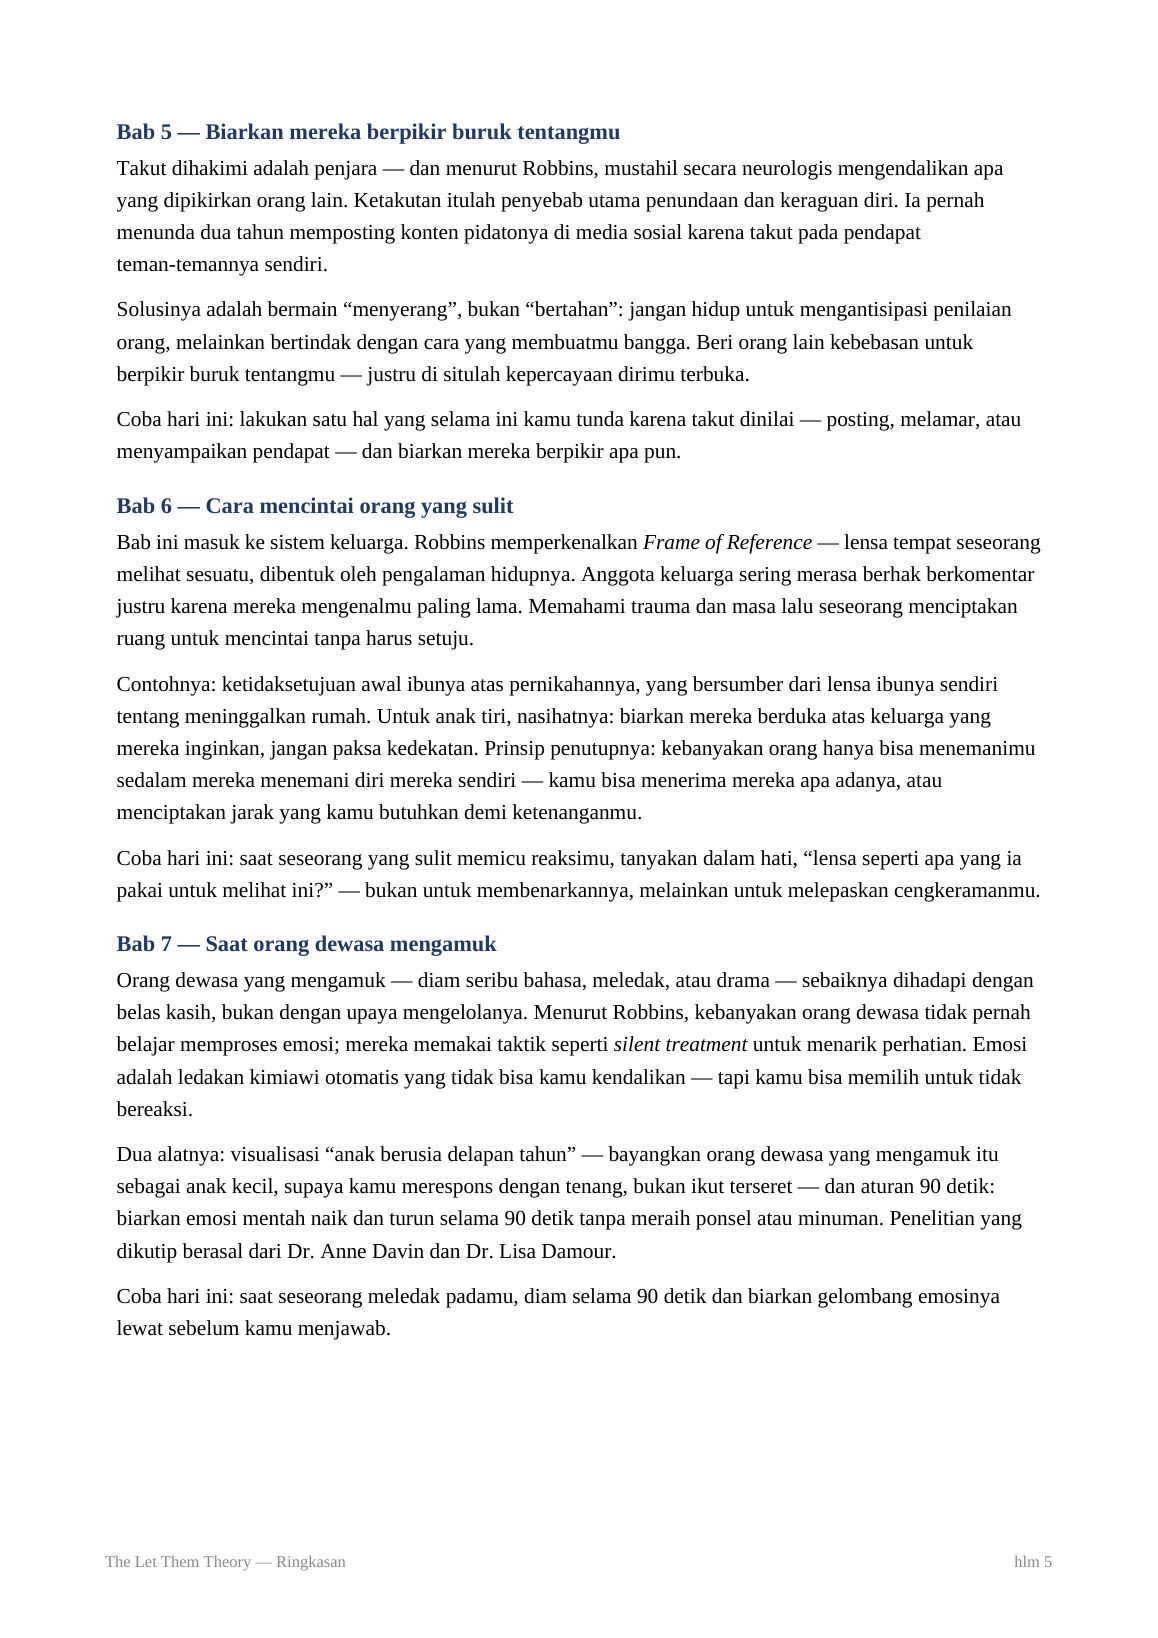 Bab 5 — Biarkan mereka berpikir buruk tentangmu
Takut dihakimi adalah penjara — dan menurut Robbins, mustahil secara neurologis mengendalikan apa
yang dipikirkan orang lain. Ketakutan itulah penyebab utama penundaan dan keraguan diri. Ia pernah
menunda dua tahun memposting konten pidatonya di media sosial karena takut pada pendapat
teman-temannya sendiri.
Solusinya adalah bermain “menyerang”, bukan “bertahan”: jangan hidup untuk mengantisipasi penilaian
orang, melainkan bertindak dengan cara yang membuatmu bangga. Beri orang lain kebebasan untuk
berpikir buruk tentangmu — justru di situlah kepercayaan dirimu terbuka.
Coba hari ini: lakukan satu hal yang selama ini kamu tunda karena takut dinilai — posting, melamar, atau
menyampaikan pendapat — dan biarkan mereka berpikir apa pun.
Bab 6 — Cara mencintai orang yang sulit
Bab ini masuk ke sistem keluarga. Robbins memperkenalkan Frame of Reference — lensa tempat seseorang
melihat sesuatu, dibentuk oleh pengalaman hidupnya. Anggota keluarga sering merasa berhak berkomentar
justru karena mereka mengenalmu paling lama. Memahami trauma dan masa lalu seseorang menciptakan
ruang untuk mencintai tanpa harus setuju.
Contohnya: ketidaksetujuan awal ibunya atas pernikahannya, yang bersumber dari lensa ibunya sendiri
tentang meninggalkan rumah. Untuk anak tiri, nasihatnya: biarkan mereka berduka atas keluarga yang
mereka inginkan, jangan paksa kedekatan. Prinsip penutupnya: kebanyakan orang hanya bisa menemanimu
sedalam mereka menemani diri mereka sendiri — kamu bisa menerima mereka apa adanya, atau
menciptakan jarak yang kamu butuhkan demi ketenanganmu.
Coba hari ini: saat seseorang yang sulit memicu reaksimu, tanyakan dalam hati, “lensa seperti apa yang ia
pakai untuk melihat ini?” — bukan untuk membenarkannya, melainkan untuk melepaskan cengkeramanmu.
Bab 7 — Saat orang dewasa mengamuk
Orang dewasa yang mengamuk — diam seribu bahasa, meledak, atau drama — sebaiknya dihadapi dengan
belas kasih, bukan dengan upaya mengelolanya. Menurut Robbins, kebanyakan orang dewasa tidak pernah
belajar memproses emosi; mereka memakai taktik seperti silent treatment untuk menarik perhatian. Emosi
adalah ledakan kimiawi otomatis yang tidak bisa kamu kendalikan — tapi kamu bisa memilih untuk tidak
bereaksi.
Dua alatnya: visualisasi “anak berusia delapan tahun” — bayangkan orang dewasa yang mengamuk itu
sebagai anak kecil, supaya kamu merespons dengan tenang, bukan ikut terseret — dan aturan 90 detik:
biarkan emosi mentah naik dan turun selama 90 detik tanpa meraih ponsel atau minuman. Penelitian yang
dikutip berasal dari Dr. Anne Davin dan Dr. Lisa Damour.
Coba hari ini: saat seseorang meledak padamu, diam selama 90 detik dan biarkan gelombang emosinya
lewat sebelum kamu menjawab.
The Let Them Theory — Ringkasan
hlm 5